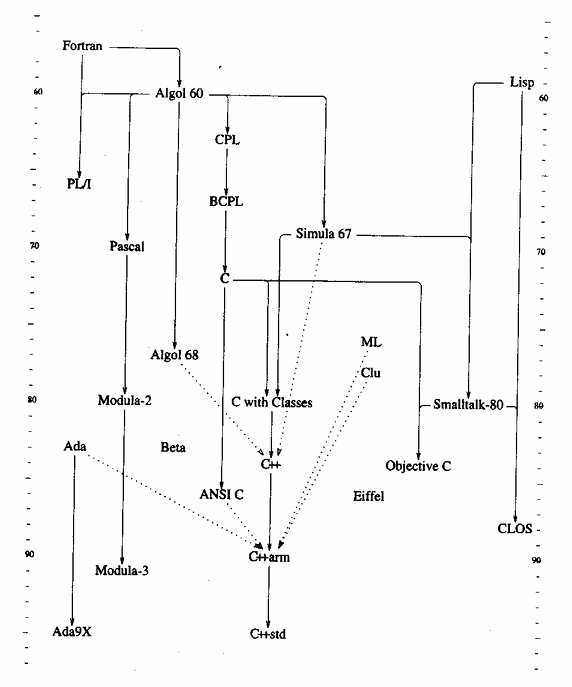 Fortran
Lisp
60
Algol 60
60
CPL
PL/I
BCPL
Simula 67
70
Pascal
70
C
ML
Algol 68
Clu
80
Modula-2
C with Classes
Smalltalk-80
80
Ada
Beta
C++
Objective C
ANSI C
Eiffel
CLOS
90
C++arm
90
Modula-3
Ada9X
C++std